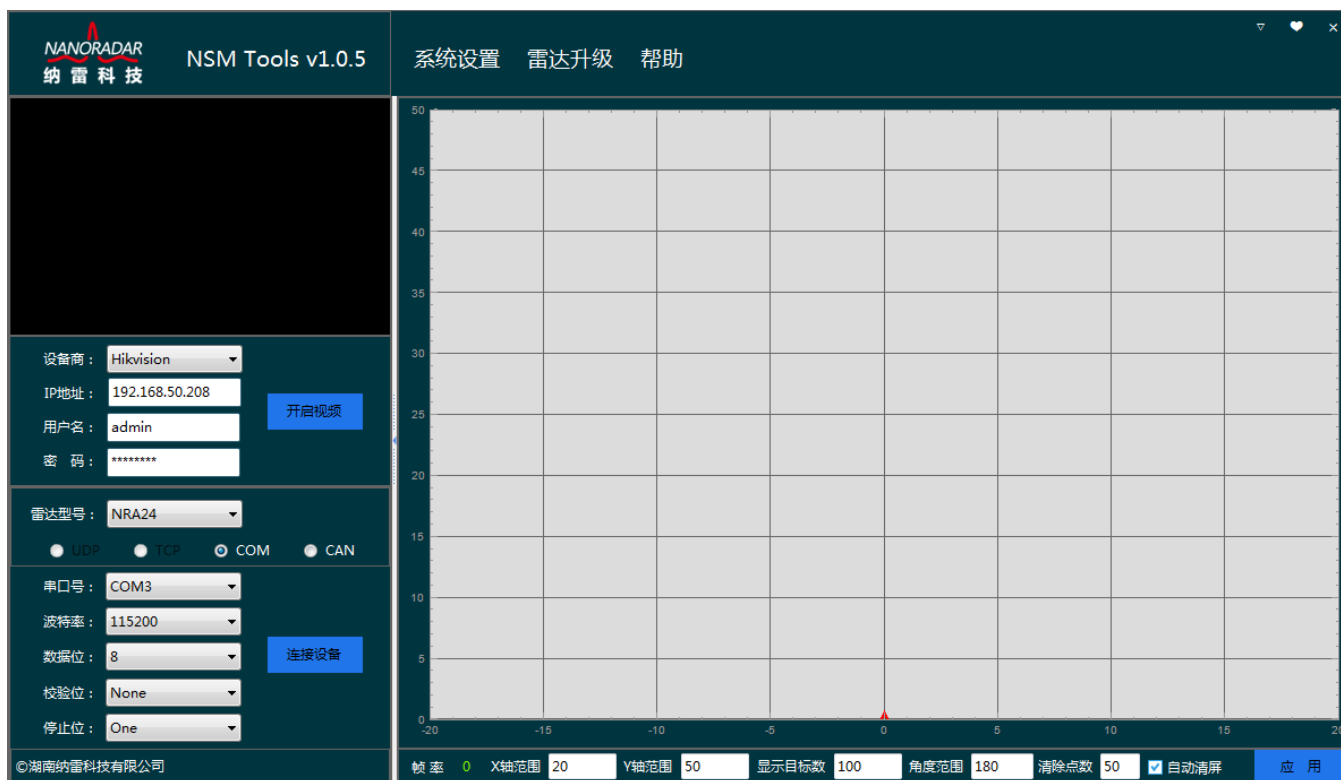 NANORADAR
纳雷科技
NSM Tools v1.0.5
系统设置 雷达升级 帮助
设备商： Hikvision
IP地址： 192.168.50.208
开启视频
用户名： admin
密 码： ********
雷达型号： NRA24
UDP TCP COM CAN
串口号： COM3
波特率： 115200
数据位： 8
连接设备
校验位： None
停止位： One
©湖南纳雷科技有限公司
50
45
40
35
30
25
20
15
10
5
0
-20 -15 -10 -5 0 5 10 15 20
帧 率 0 X轴范围 20 Y轴范围 50 显示目标数 100 角度范围 180 清除点数 50 自动清屏 应 用